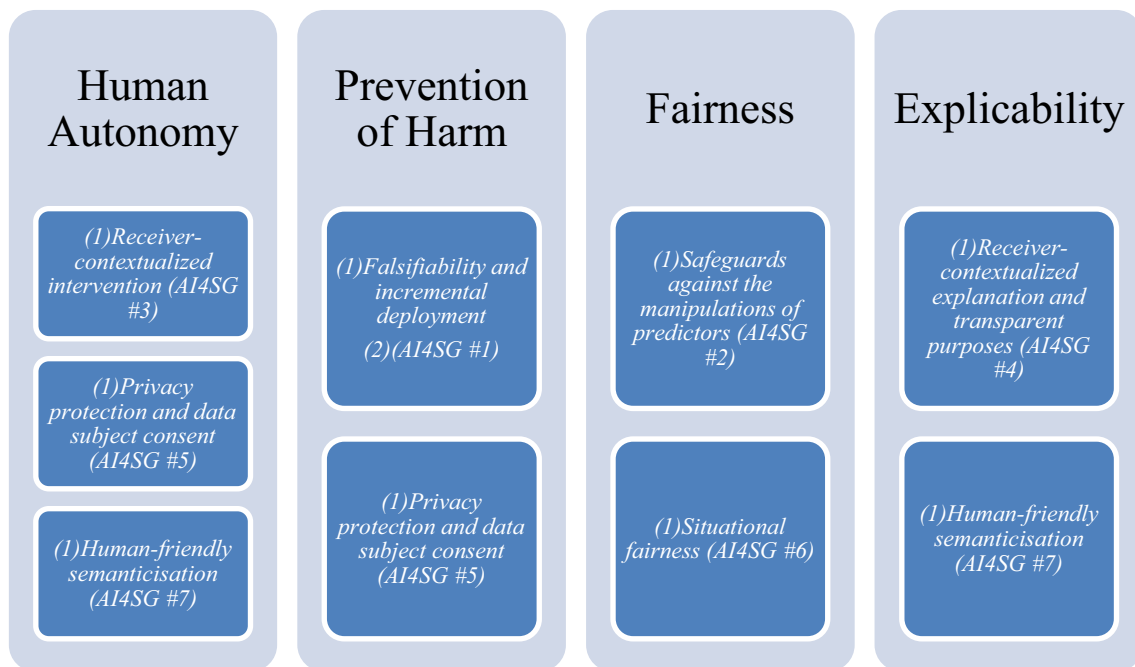 Human
Autonomy
(1)Receiver-
contextualized
intervention (AI4SG
#3)
(1)Privacy
protection and data
subject consent
(AI4SG #5)
(1)Human-friendly
semanticisation
(AI4SG #7)
Prevention
of Harm
(1)Falsifiability and
incremental
deployment
(2)(AI4SG #1)
(1)Privacy
protection and data
subject consent
(AI4SG #5)
Fairness
(1)Safeguards
against the
manipulations of
predictors (AI4SG
#2)
(1)Situational
fairness (AI4SG #6)
Explicability
(1)Receiver-
contextualized
explanation and
transparent
purposes (AI4SG
#4)
(1)Human-friendly
semanticisation
(AI4SG #7)